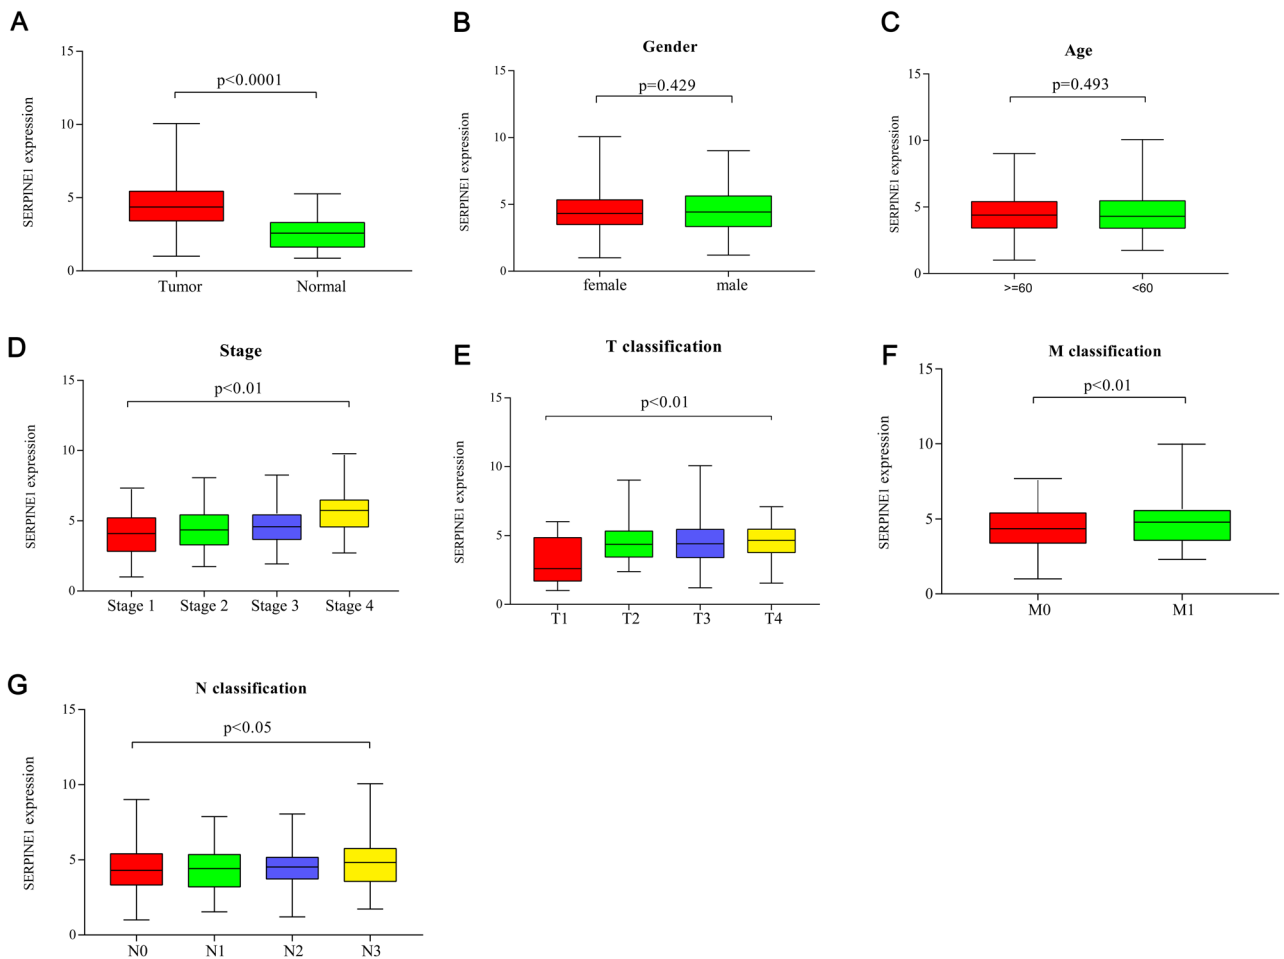 A
15
10
5
0
SERPINE1 expression
p<0.0001
Tumor Normal
B
Gender
15
10
5
0
SERPINE1 expression
p=0.429
female male
C
Age
15
10
5
0
SERPINE1 expression
p=0.493
>=60 <60
D
Stage
15
10
5
0
SERPINE1 expression
p<0.01
Stage 1 Stage 2 Stage 3 Stage 4
E
T classification
15
10
5
0
SERPINE1 expression
p<0.01
T1 T2 T3 T4
F
M classification
15
10
5
0
SERPINE1 expression
p<0.01
M0 M1
G
N classification
15
10
5
0
SERPINE1 expression
p<0.05
N0 N1 N2 N3